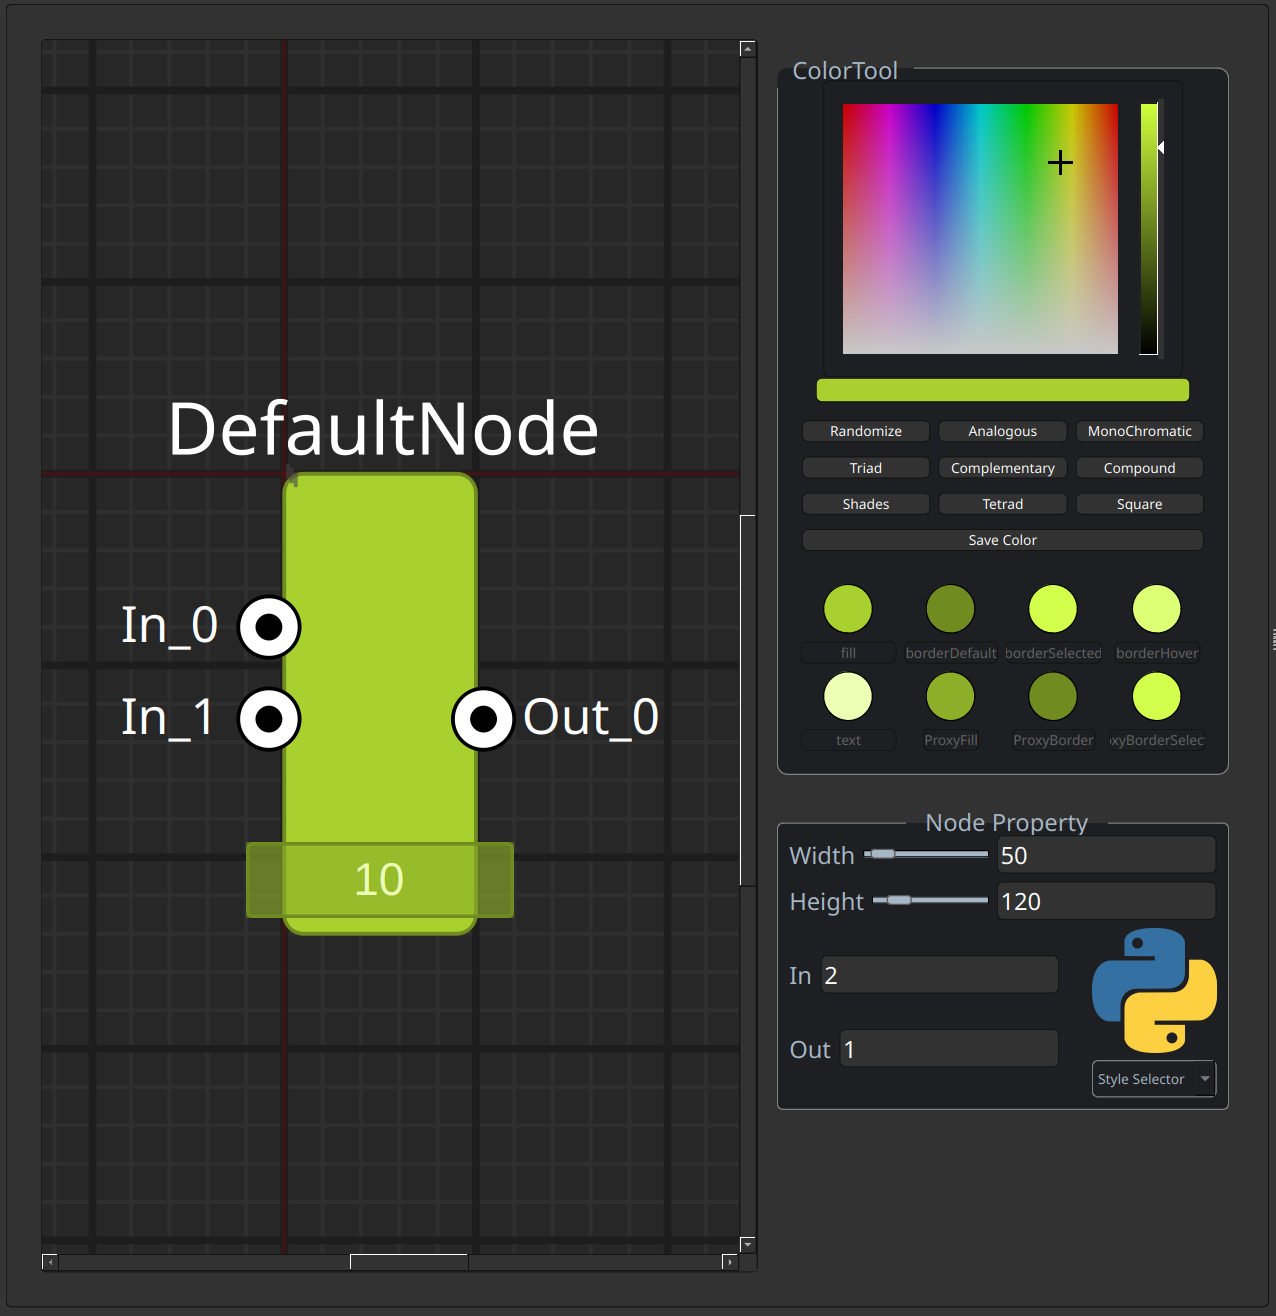 DefaultNode
In_0
In_1
Out_0
10
ColorTool
Randomize Analogous MonoChromatic
Triad Complementary Compound
Shades Tetrad Square
Save Color
fill borderDefault borderSelected borderHover
text ProxyFill ProxyBorder oxyBorderSelec
Node Property
Width 50
Height 120
In 2
Out 1
Style Selector